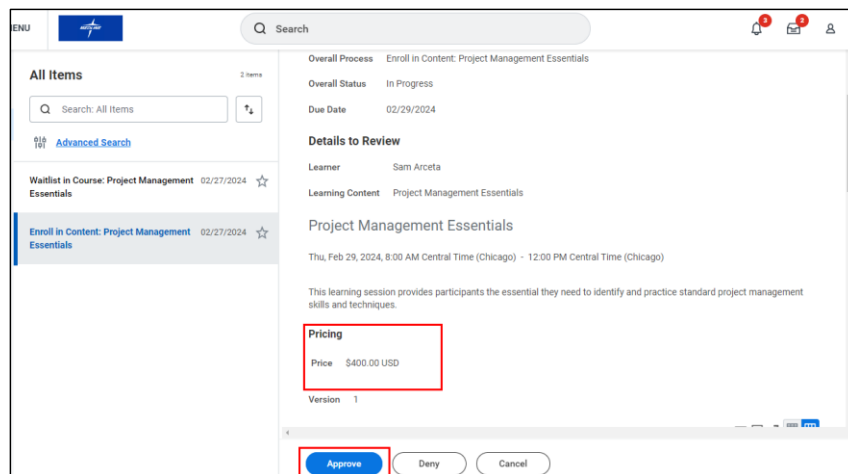 MENU
Search
3
2
All Items
2 items
Search: All Items
Advanced Search
Waitlist in Course: Project Management
Essentials
02/27/2024
Enroll in Content: Project Management
Essentials
02/27/2024
Overall Process Enroll in Content: Project Management Essentials
Overall Status In Progress
Due Date 02/29/2024
Details to Review
Learner Sam Arceta
Learning Content Project Management Essentials
Project Management Essentials
Thu, Feb 29, 2024, 8:00 AM Central Time (Chicago) - 12:00 PM Central Time (Chicago)
This learning session provides participants the essential they need to identify and practice standard project management
skills and techniques.
Pricing
Price $400.00 USD
Version 1
Approve Deny Cancel